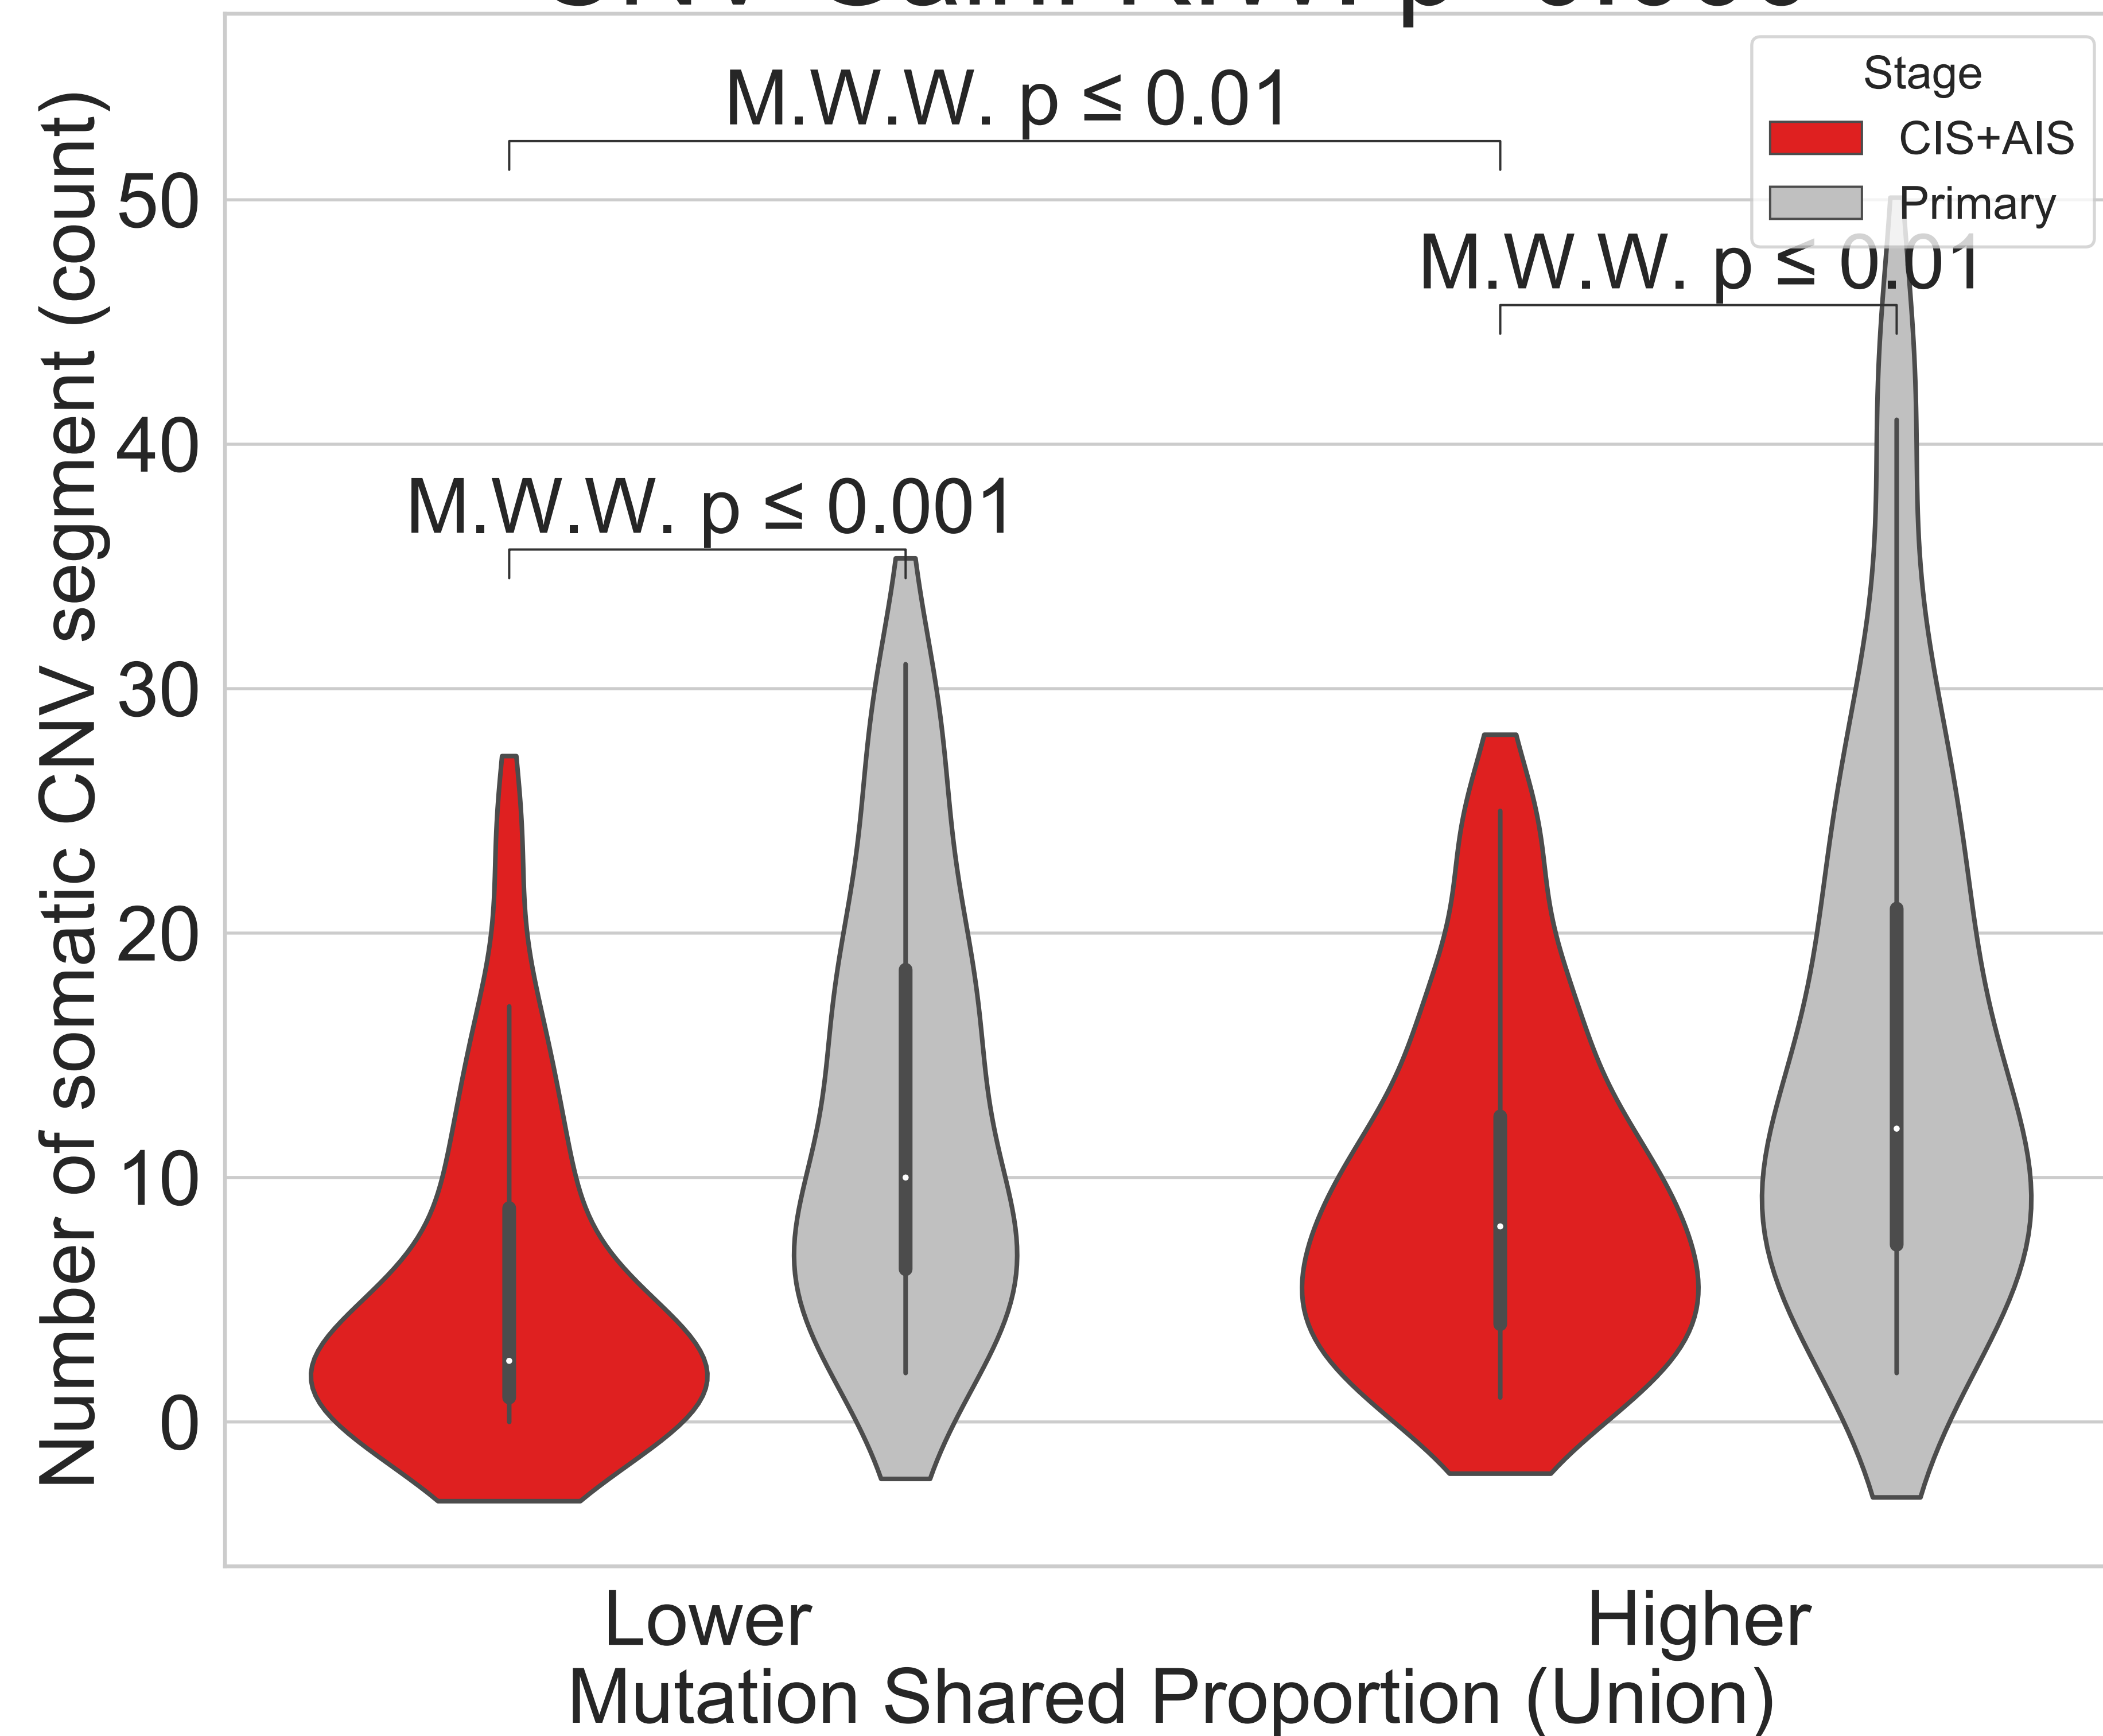 M.W.W. p ≤ 0.01
Stage
CIS+AIS
Primary
M.W.W. p ≤ 0.01
M.W.W. p ≤ 0.001
Number of somatic CNV segment (count)
50
40
30
20
10
0
Lower
Higher
Mutation Shared Proportion (Union)